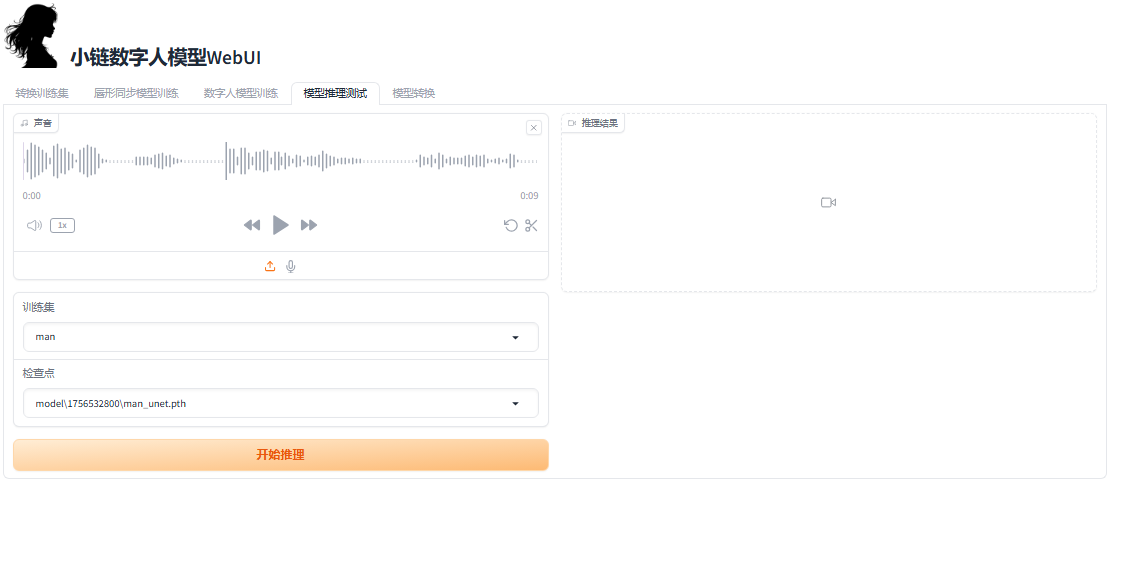 小链数字人模型WebUI
转换训练集 唇形同步模型训练 数字人模型训练 模型推理测试 模型转换
声音
0:00 0:09
1x
训练集
man
检查点
model\1756532800\man_unet.pth
开始推理
推理结果